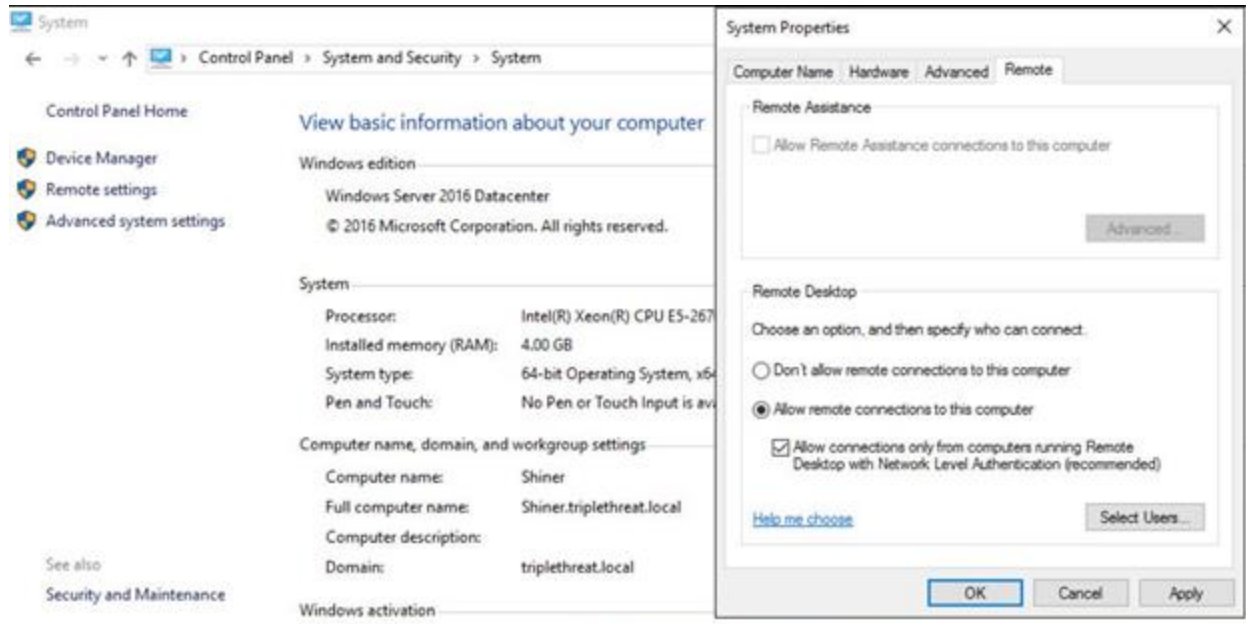 System
Control Panel › System and Security › System
Control Panel Home
Device Manager
Remote settings
Advanced system settings
See also
Security and Maintenance
View basic information about your computer
Windows edition
Windows Server 2016 Datacenter
© 2016 Microsoft Corporation. All rights reserved.
System
Processor: Intel(R) Xeon(R) CPU E5-267
Installed memory (RAM): 4.00 GB
System type: 64-bit Operating System, x64
Pen and Touch: No Pen or Touch Input is ava
Computer name, domain, and workgroup settings
Computer name: Shiner
Full computer name: Shiner.triplethreat.local
Computer description:
Domain: triplethreat.local
Windows activation
System Properties
Computer Name Hardware Advanced Remote
Remote Assistance
Allow Remote Assistance connections to this computer
Advanced...
Remote Desktop
Choose an option, and then specify who can connect.
Don't allow remote connections to this computer
Allow remote connections to this computer
Allow connections only from computers running Remote
Desktop with Network Level Authentication (recommended)
Help me choose
Select Users...
OK Cancel Apply